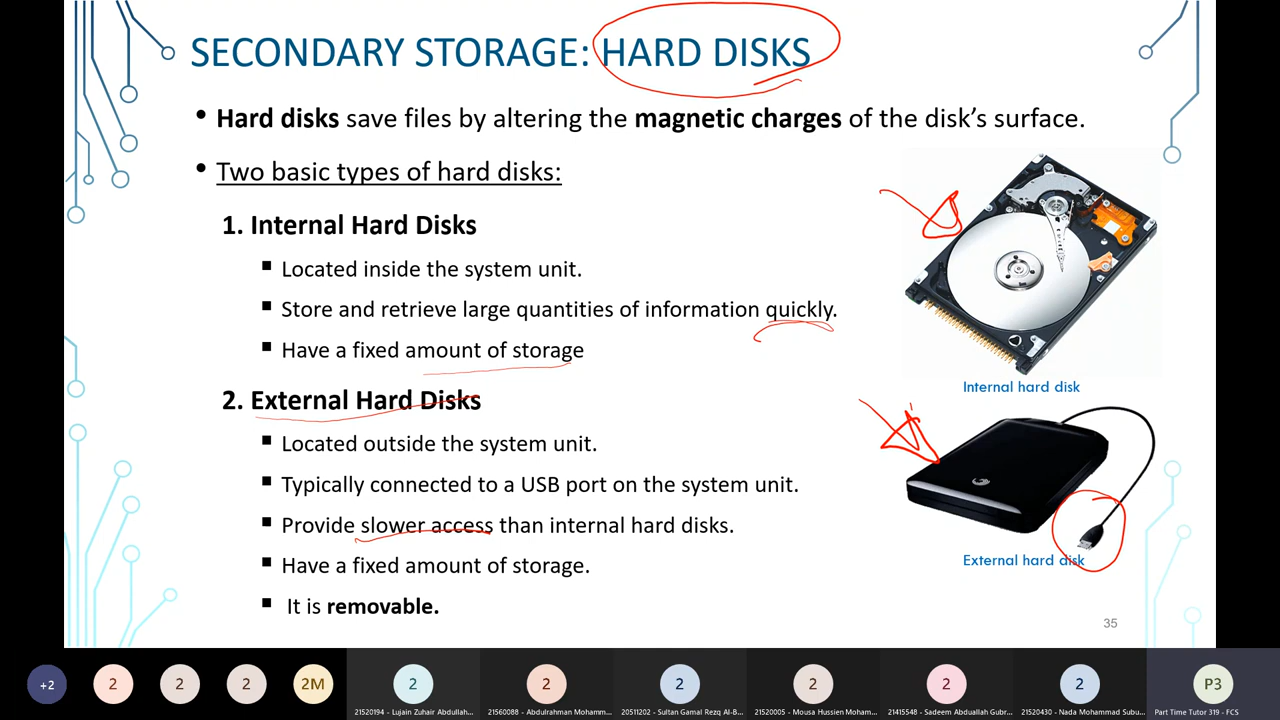 SECONDARY STORAGE: HARD DISKS
• Hard disks save files by altering the magnetic charges of the disk's surface.
• Two basic types of hard disks:
1. Internal Hard Disks
▪ Located inside the system unit.
▪ Store and retrieve large quantities of information quickly.
▪ Have a fixed amount of storage
Internal hard disk
2. External Hard Disks
▪ Located outside the system unit.
▪ Typically connected to a USB port on the system unit.
▪ Provide slower access than internal hard disks.
▪ Have a fixed amount of storage.
▪ It is removable.
External hard disk
35
+2 2 2 2 2M 2 2 2 2 2 2 P3
21520194 - Lujain Zuhair Abdullah... 21560088 - Abdulrahman Mohamm... 20511202 - Sultan Gamal Rezq Al-B... 21520005 - Mousa Hussien Moham... 21415548 - Sadeem Abduallah Gubr... 21520430 - Nada Mohammad Subu... Part Time Tutor 319 - FCS